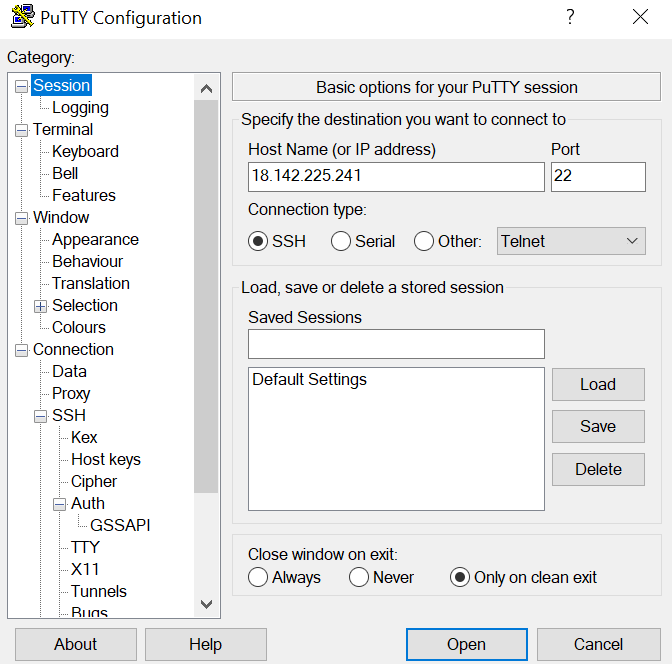 PuTTY Configuration
?
Category:
Session
Logging
Terminal
Keyboard
Bell
Features
Window
Appearance
Behaviour
Translation
Selection
Colours
Connection
Data
Proxy
SSH
Kex
Host keys
Cipher
Auth
GSSAPI
TTY
X11
Tunnels
Bugs
Basic options for your PuTTY session
Specify the destination you want to connect to
Host Name (or IP address) Port
18.142.225.241 22
Connection type:
SSH Serial Other: Telnet
Load, save or delete a stored session
Saved Sessions
Default Settings
Load
Save
Delete
Close window on exit:
Always Never Only on clean exit
About Help Open Cancel